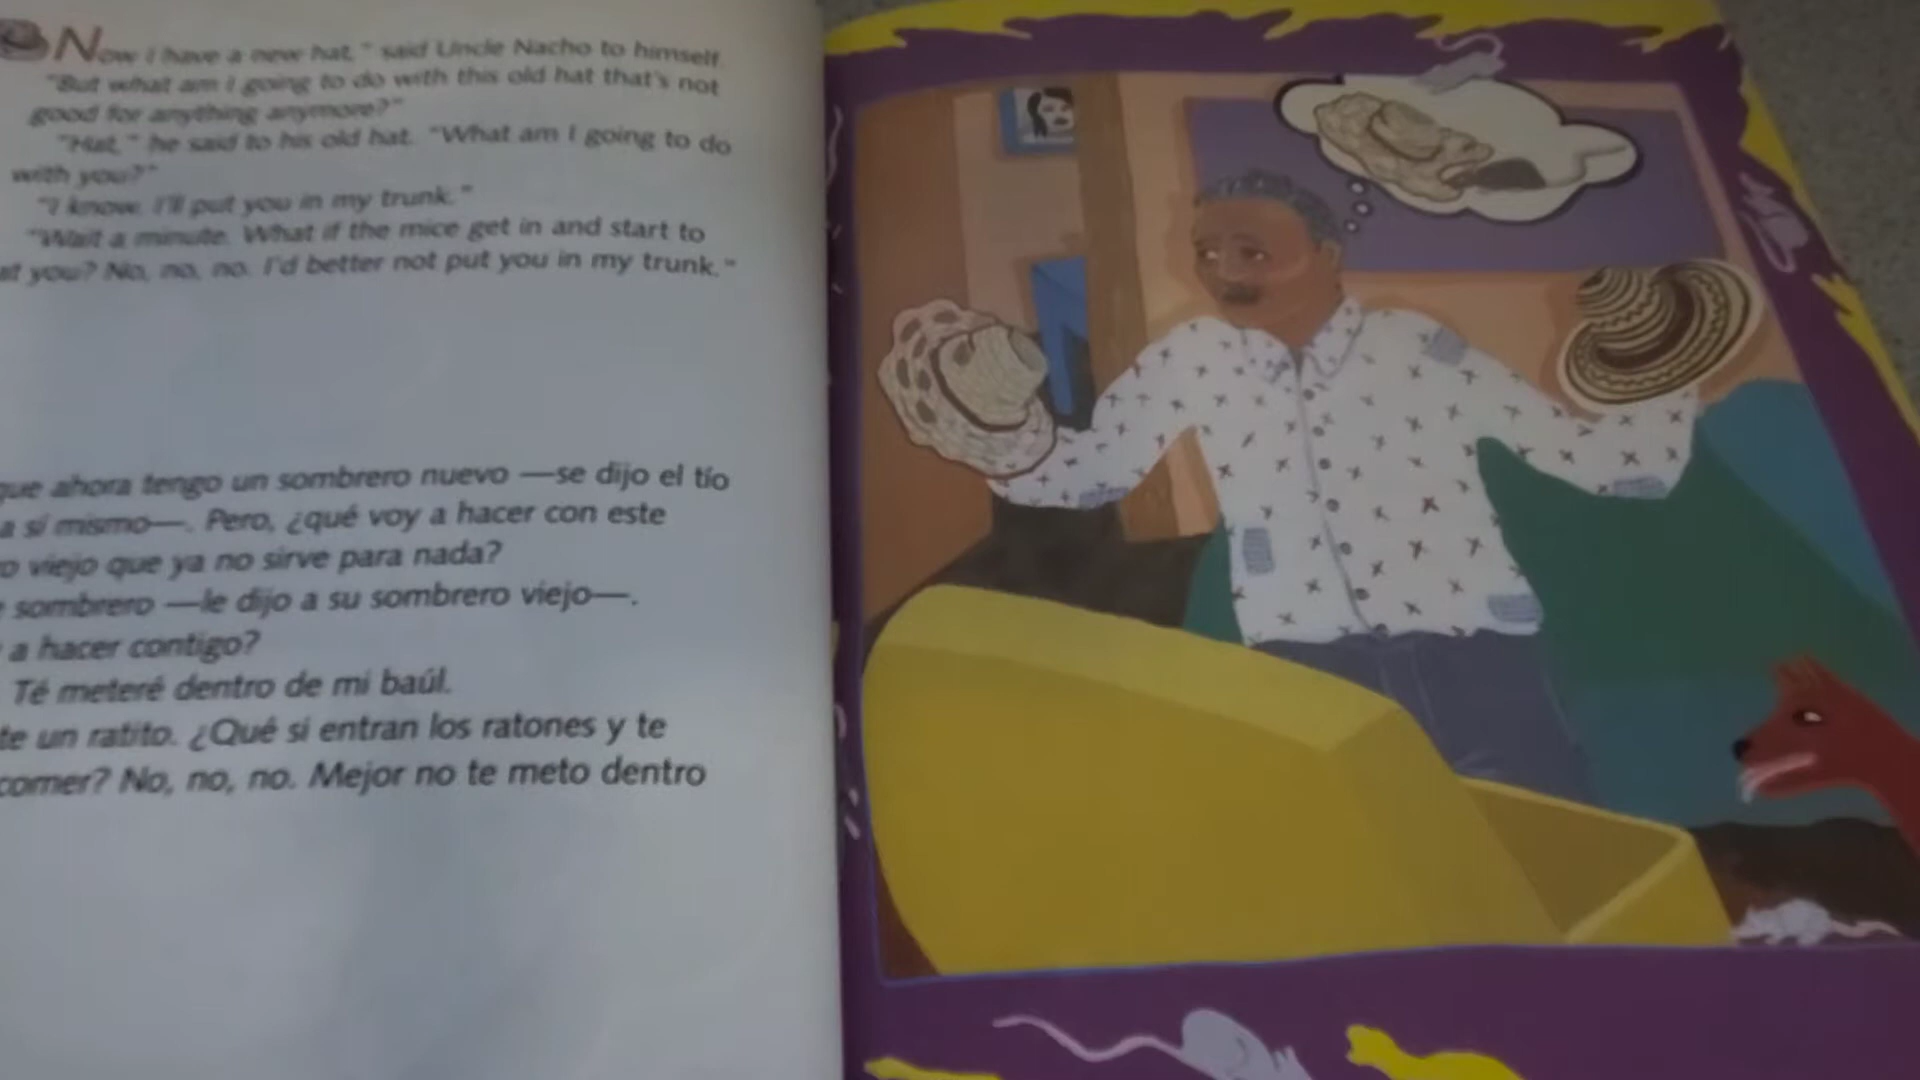 Now I have a new hat," said Uncle Nacho to himself.
"But what am I going to do with this old hat that's not
good for anything anymore?"
"Hat," he said to his old hat. "What am I going to do
with you?"
"I know. I'll put you in my trunk."
"Wait a minute. What if the mice get in and start to
at you? No, no, no. I'd better not put you in my trunk."
que ahora tengo un sombrero nuevo —se dijo el tío
a sí mismo—. Pero, ¿qué voy a hacer con este
o viejo que ya no sirve para nada?
sombrero —le dijo a su sombrero viejo—.
a hacer contigo?
Té meteré dentro de mi baúl.
te un ratito. ¿Qué si entran los ratones y te
comer? No, no, no. Mejor no te meto dentro